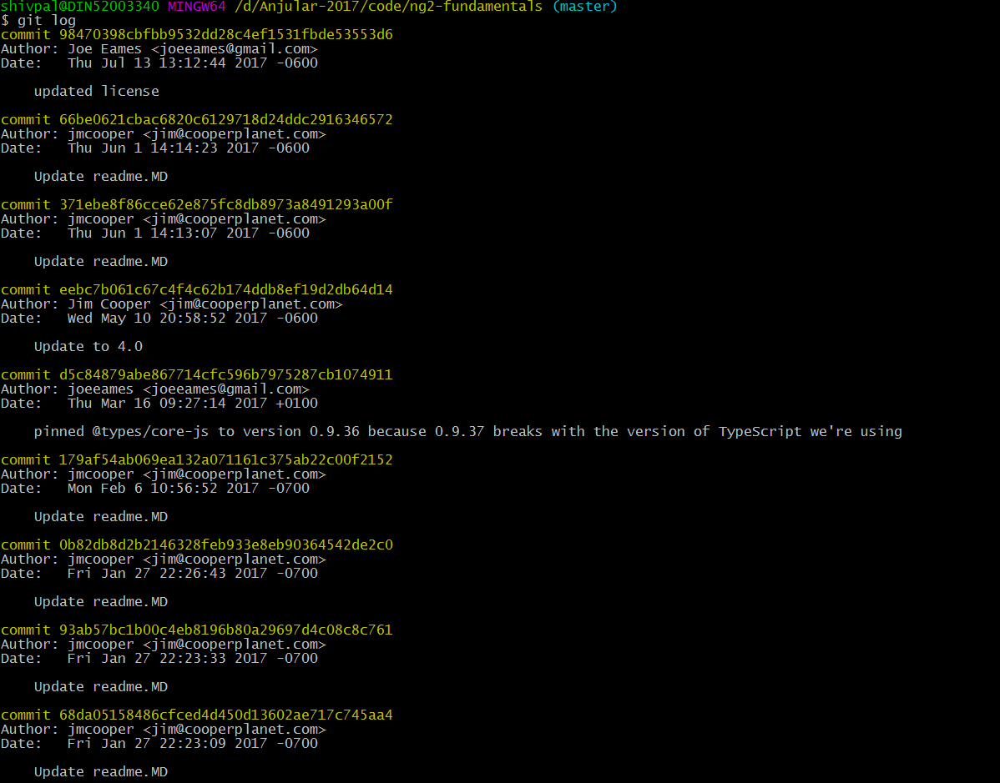 shivpal@DIN52003340 MINGW64 /d/Anjular-2017/code/ng2-fundamentals (master)
$ git log
commit 98470398cbfbb9532dd28c4ef1531fbde53553d6
Author: Joe Eames <joeeames@gmail.com>
Date:   Thu Jul 13 13:12:44 2017 -0600

    updated license

commit 66be0621cbac6820c6129718d24ddc2916346572
Author: jmcooper <jim@cooperplanet.com>
Date:   Thu Jun 1 14:14:23 2017 -0600

    Update readme.MD

commit 371ebe8f86cce62e875fc8db8973a8491293a00f
Author: jmcooper <jim@cooperplanet.com>
Date:   Thu Jun 1 14:13:07 2017 -0600

    Update readme.MD

commit eebc7b061c67c4f4c62b174ddb8ef19d2db64d14
Author: Jim Cooper <jim@cooperplanet.com>
Date:   Wed May 10 20:58:52 2017 -0600

    Update to 4.0

commit d5c84879abe867714cfc596b7975287cb1074911
Author: joeeames <joeeames@gmail.com>
Date:   Thu Mar 16 09:27:14 2017 +0100

    pinned @types/core-js to version 0.9.36 because 0.9.37 breaks with the version of TypeScript we're using

commit 179af54ab069ea132a071161c375ab22c00f2152
Author: jmcooper <jim@cooperplanet.com>
Date:   Mon Feb 6 10:56:52 2017 -0700

    Update readme.MD

commit 0b82db8d2b2146328feb933e8eb90364542de2c0
Author: jmcooper <jim@cooperplanet.com>
Date:   Fri Jan 27 22:26:43 2017 -0700

    Update readme.MD

commit 93ab57bc1b00c4eb8196b80a29697d4c08c8c761
Author: jmcooper <jim@cooperplanet.com>
Date:   Fri Jan 27 22:23:33 2017 -0700

    Update readme.MD

commit 68da05158486cfced4d450d13602ae717c745aa4
Author: jmcooper <jim@cooperplanet.com>
Date:   Fri Jan 27 22:23:09 2017 -0700

    Update readme.MD